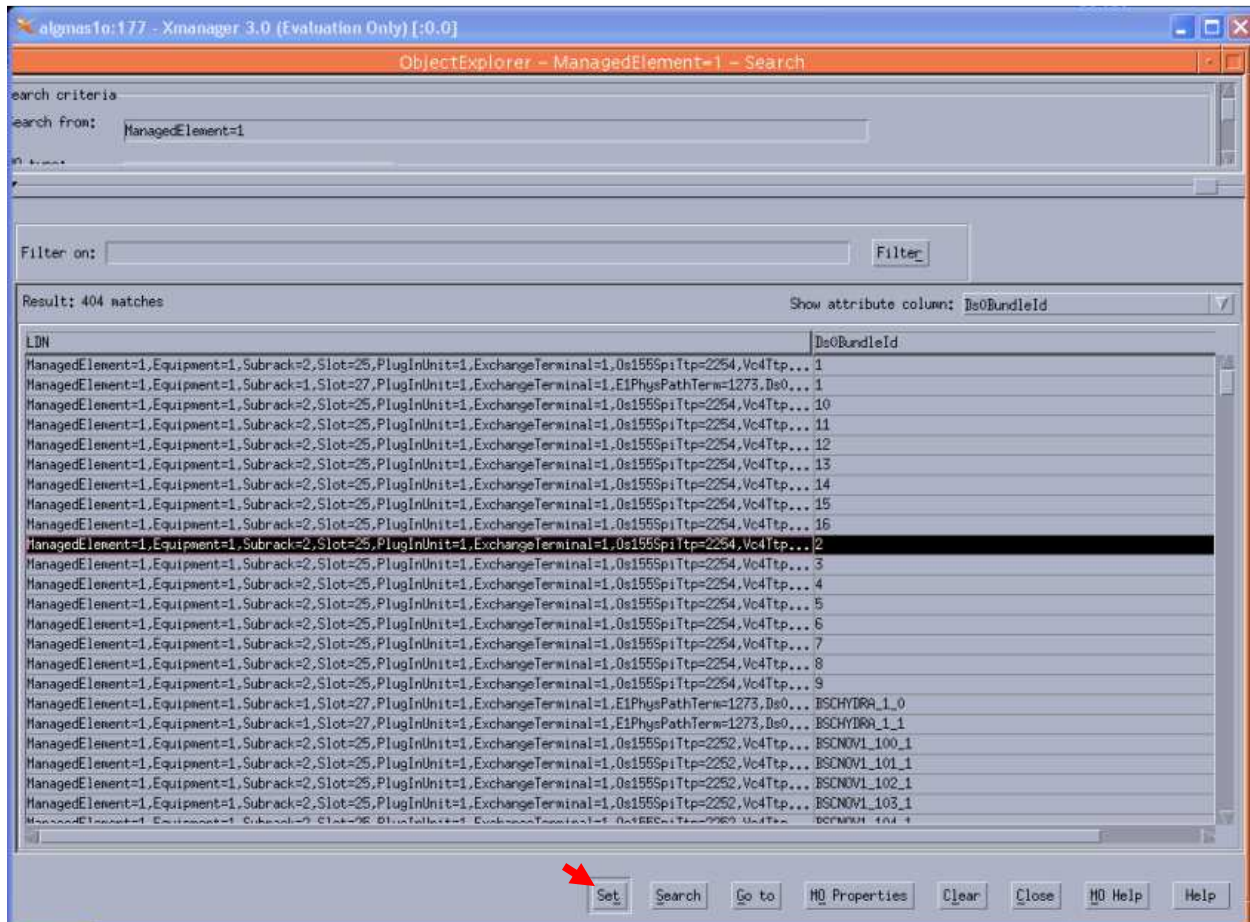 algmas1o:177 - Xmanager 3.0 (Evaluation Only) [:0.0]
ObjectExplorer - ManagedElement=1 - Search
earch criteria
earch from:
ManagedElement=1
Filter on:
Filter
Result: 404 matches
Show attribute column: Ds0BundleId
LDN Ds0BundleId
ManagedElement=1,Equipment=1,Subrack=2,Slot=25,PlugInUnit=1,ExchangeTerminal=1,Os155SpiTtp=2254,Vc4Ttp... 1
ManagedElement=1,Equipment=1,Subrack=1,Slot=27,PlugInUnit=1,ExchangeTerminal=1,E1PhysPathTerm=1273,Ds0... 1
ManagedElement=1,Equipment=1,Subrack=2,Slot=25,PlugInUnit=1,ExchangeTerminal=1,Os155SpiTtp=2254,Vc4Ttp... 10
ManagedElement=1,Equipment=1,Subrack=2,Slot=25,PlugInUnit=1,ExchangeTerminal=1,Os155SpiTtp=2254,Vc4Ttp... 11
ManagedElement=1,Equipment=1,Subrack=2,Slot=25,PlugInUnit=1,ExchangeTerminal=1,Os155SpiTtp=2254,Vc4Ttp... 12
ManagedElement=1,Equipment=1,Subrack=2,Slot=25,PlugInUnit=1,ExchangeTerminal=1,Os155SpiTtp=2254,Vc4Ttp... 13
ManagedElement=1,Equipment=1,Subrack=2,Slot=25,PlugInUnit=1,ExchangeTerminal=1,Os155SpiTtp=2254,Vc4Ttp... 14
ManagedElement=1,Equipment=1,Subrack=2,Slot=25,PlugInUnit=1,ExchangeTerminal=1,Os155SpiTtp=2254,Vc4Ttp... 15
ManagedElement=1,Equipment=1,Subrack=2,Slot=25,PlugInUnit=1,ExchangeTerminal=1,Os155SpiTtp=2254,Vc4Ttp... 16
ManagedElement=1,Equipment=1,Subrack=2,Slot=25,PlugInUnit=1,ExchangeTerminal=1,Os155SpiTtp=2254,Vc4Ttp... 2
ManagedElement=1,Equipment=1,Subrack=2,Slot=25,PlugInUnit=1,ExchangeTerminal=1,Os155SpiTtp=2254,Vc4Ttp... 3
ManagedElement=1,Equipment=1,Subrack=2,Slot=25,PlugInUnit=1,ExchangeTerminal=1,Os155SpiTtp=2254,Vc4Ttp... 4
ManagedElement=1,Equipment=1,Subrack=2,Slot=25,PlugInUnit=1,ExchangeTerminal=1,Os155SpiTtp=2254,Vc4Ttp... 5
ManagedElement=1,Equipment=1,Subrack=2,Slot=25,PlugInUnit=1,ExchangeTerminal=1,Os155SpiTtp=2254,Vc4Ttp... 6
ManagedElement=1,Equipment=1,Subrack=2,Slot=25,PlugInUnit=1,ExchangeTerminal=1,Os155SpiTtp=2254,Vc4Ttp... 7
ManagedElement=1,Equipment=1,Subrack=2,Slot=25,PlugInUnit=1,ExchangeTerminal=1,Os155SpiTtp=2254,Vc4Ttp... 8
ManagedElement=1,Equipment=1,Subrack=2,Slot=25,PlugInUnit=1,ExchangeTerminal=1,Os155SpiTtp=2254,Vc4Ttp... 9
ManagedElement=1,Equipment=1,Subrack=1,Slot=27,PlugInUnit=1,ExchangeTerminal=1,E1PhysPathTerm=1273,Ds0... BSCHYDRA_1_0
ManagedElement=1,Equipment=1,Subrack=1,Slot=27,PlugInUnit=1,ExchangeTerminal=1,E1PhysPathTerm=1273,Ds0... BSCHYDRA_1_1
ManagedElement=1,Equipment=1,Subrack=2,Slot=25,PlugInUnit=1,ExchangeTerminal=1,Os155SpiTtp=2252,Vc4Ttp... BSCNOV1_100_1
ManagedElement=1,Equipment=1,Subrack=2,Slot=25,PlugInUnit=1,ExchangeTerminal=1,Os155SpiTtp=2252,Vc4Ttp... BSCNOV1_101_1
ManagedElement=1,Equipment=1,Subrack=2,Slot=25,PlugInUnit=1,ExchangeTerminal=1,Os155SpiTtp=2252,Vc4Ttp... BSCNOV1_102_1
ManagedElement=1,Equipment=1,Subrack=2,Slot=25,PlugInUnit=1,ExchangeTerminal=1,Os155SpiTtp=2252,Vc4Ttp... BSCNOV1_103_1
Set Search Go to MO Properties Clear Close MO Help Help